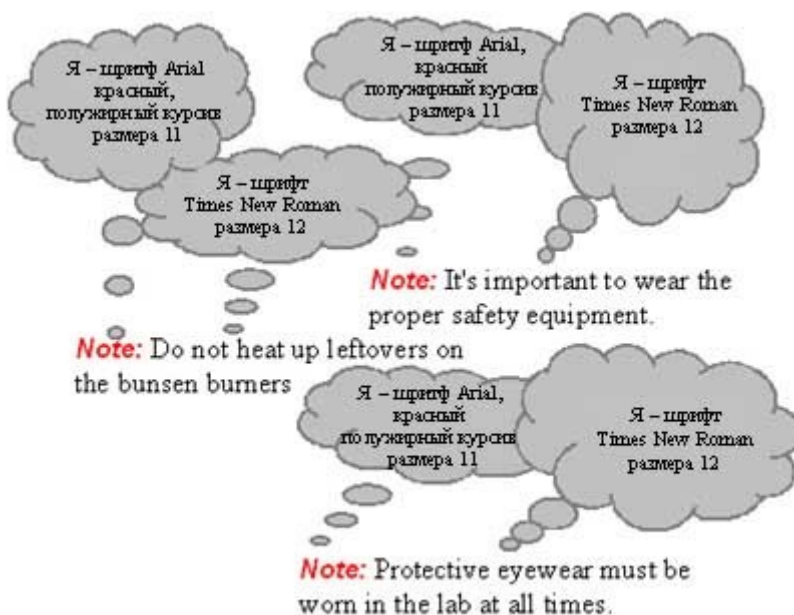 Я – шрифт Arial
красный,
полужирный курсив
размера 11
Я – шрифт
Times New Roman
размера 12
Я – шрифт Arial,
красный
полужирный курсив
размера 11
Я – шрифт
Times New Roman
размера 12
Note: It's important to wear the
proper safety equipment.
Note: Do not heat up leftovers on
the bunsen burners
Я – шрифт Arial,
красный
полужирный курсив
размера 11
Я – шрифт
Times New Roman
размера 12
Note: Protective eyewear must be
worn in the lab at all times.